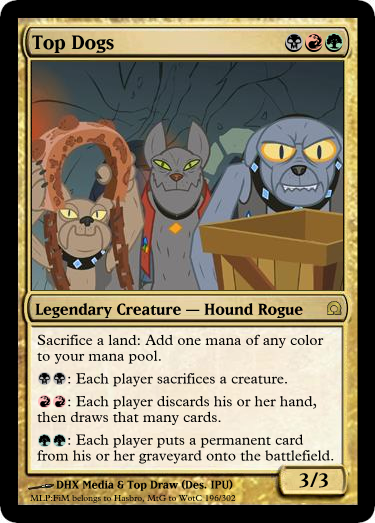 Top Dogs
Legendary Creature — Hound Rogue
Sacrifice a land: Add one mana of any color
to your mana pool.
: Each player sacrifices a creature.
: Each player discards his or her hand,
then draws that many cards.
: Each player puts a permanent card
from his or her graveyard onto the battlefield.
DHX Media & Top Draw (Des. IPU)
3/3
MLP:FiM belongs to Hasbro, MtG to WotC 196/302